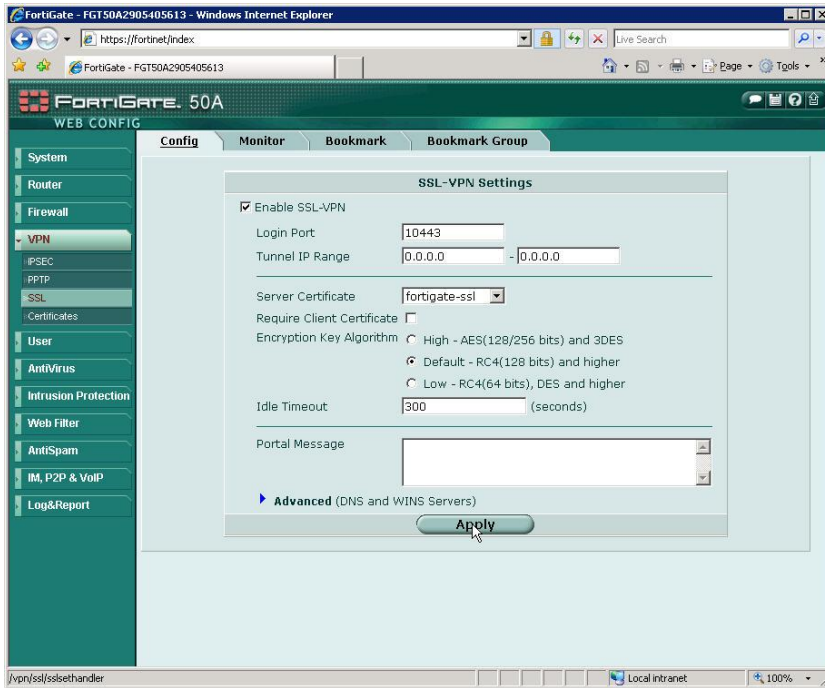 FortiGate - FGT50A2905405613 - Windows Internet Explorer
https://fortinet/index
Live Search
FortiGate - FGT50A2905405613
Page
Tools
FORTIGATE. 50A
WEB CONFIG
Config
Monitor
Bookmark
Bookmark Group
System
Router
Firewall
VPN
IPSEC
PPTP
SSL
Certificates
User
AntiVirus
Intrusion Protection
Web Filter
AntiSpam
IM, P2P & VoIP
Log&Report
SSL-VPN Settings
Enable SSL-VPN
Login Port 10443
Tunnel IP Range 0.0.0.0 - 0.0.0.0
Server Certificate fortigate-ssl
Require Client Certificate
Encryption Key Algorithm High - AES(128/256 bits) and 3DES
Default - RC4(128 bits) and higher
Low - RC4(64 bits), DES and higher
Idle Timeout 300 (seconds)
Portal Message
Advanced (DNS and WINS Servers)
Apply
/vpn/ssl/sslsethandler
Local intranet
100%